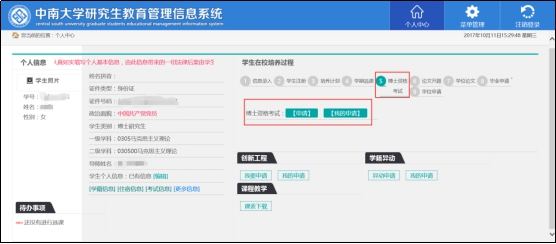 中南大学研究生教育管理信息系统
central south university graduate students educational management information system
个人中心
菜单管理
注销登录
您当前的位置：个人中心
2017年10月11日15:29:48 星期三
个人信息
学生照片
学号：
姓名：
性别：女
姓名拼音：
证件类型：身份证
证件号码：
政治面貌：中国共产党党员
学生类别：博士研究生
一级学科：0305马克思主义理论
二级学科：030500马克思主义理论
导师姓名：
学生个人信息：已有信息 [编辑]
[学籍信息] [住宿信息] [考试信息] [更多信息]
待办事项
还没有进行选课
学生在校培养过程
1 信息录入
2 学生注册
3 培养计划
4 学期选课
5 博士资格考试
6 论文开题
7 学位论文
8 毕业申请
9 学位申请
博士资格考试：【申请】 【我的申请】
创新工程
我要申请 我的申请
学籍异动
异动申请 我的申请
课程教学
课表下载